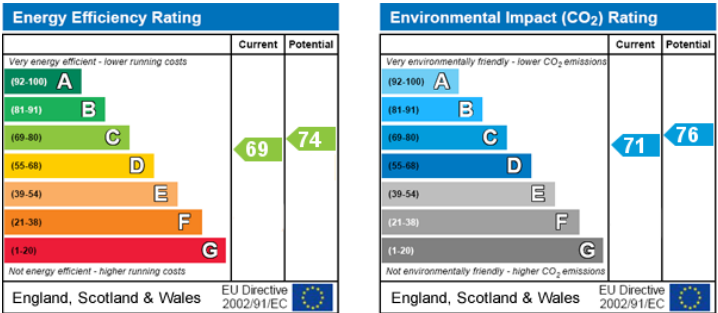 Energy Efficiency Rating
Current Potential
Very energy efficient - lower running costs
(92-100) A
(81-91) B
(69-80) C
(55-68) D
(39-54) E
(21-38) F
(1-20) G
69
74
Not energy efficient - higher running costs
England, Scotland & Wales
EU Directive
2002/91/EC
Environmental Impact (CO₂) Rating
Current Potential
Very environmentally friendly - lower CO₂ emissions
(92-100) A
(81-91) B
(69-80) C
(55-68) D
(39-54) E
(21-38) F
(1-20) G
71
76
Not environmentally friendly - higher CO₂ emissions
England, Scotland & Wales
EU Directive
2002/91/EC